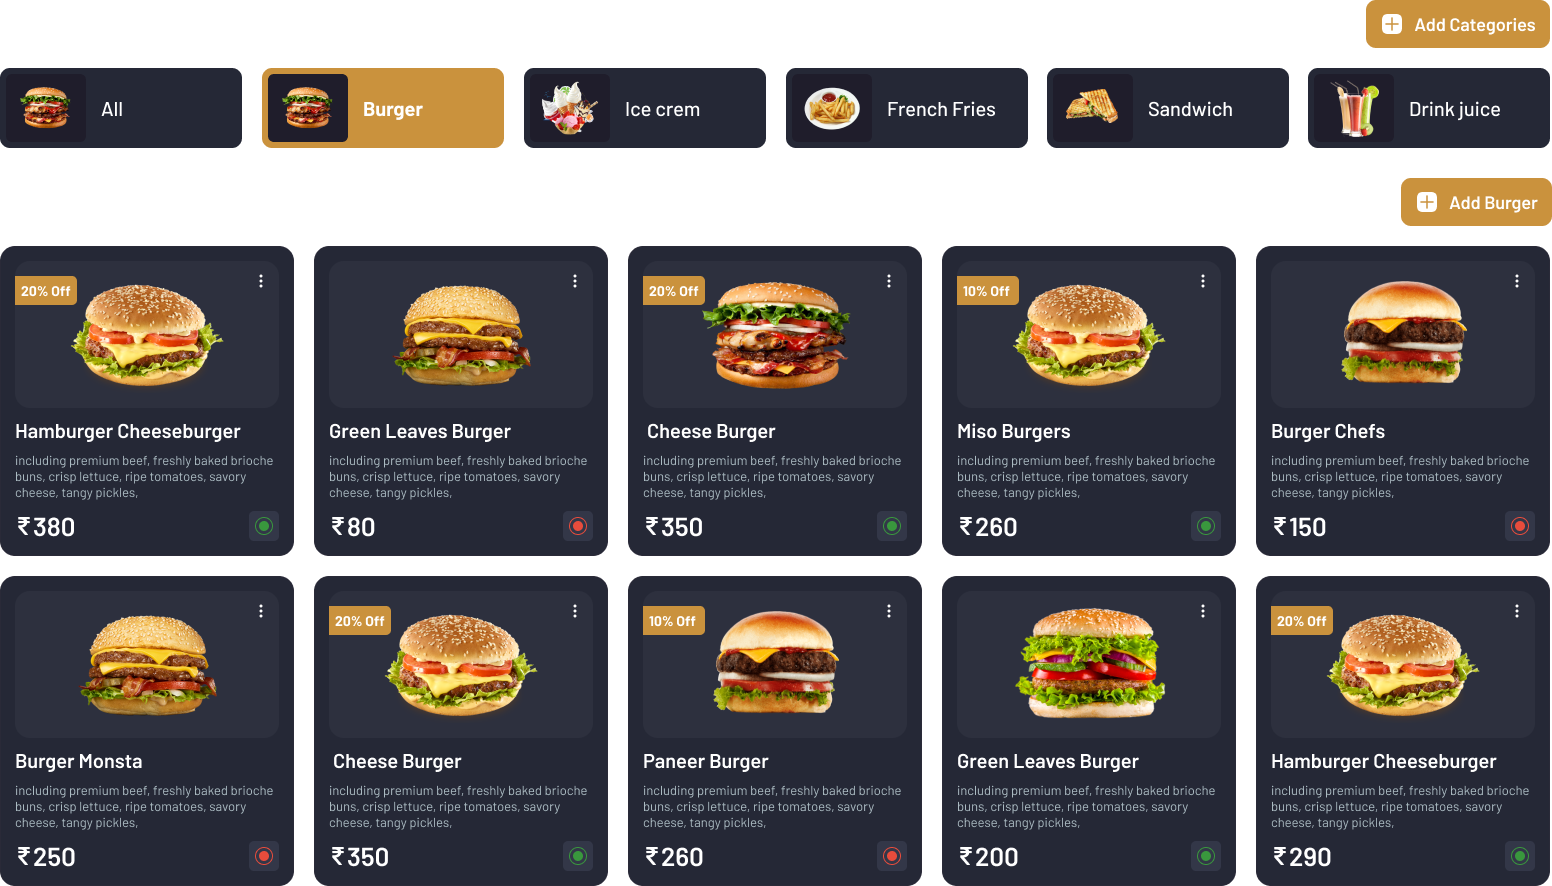 Add Categories
All
Burger
Ice crem
French Fries
Sandwich
Drink juice
Add Burger
20% Off
Hamburger Cheeseburger
including premium beef, freshly baked brioche
buns, crisp lettuce, ripe tomatoes, savory
cheese, tangy pickles,
₹380
Green Leaves Burger
including premium beef, freshly baked brioche
buns, crisp lettuce, ripe tomatoes, savory
cheese, tangy pickles,
₹80
20% Off
Cheese Burger
including premium beef, freshly baked brioche
buns, crisp lettuce, ripe tomatoes, savory
cheese, tangy pickles,
₹350
10% Off
Miso Burgers
including premium beef, freshly baked brioche
buns, crisp lettuce, ripe tomatoes, savory
cheese, tangy pickles,
₹260
Burger Chefs
including premium beef, freshly baked brioche
buns, crisp lettuce, ripe tomatoes, savory
cheese, tangy pickles,
₹150
Burger Monsta
including premium beef, freshly baked brioche
buns, crisp lettuce, ripe tomatoes, savory
cheese, tangy pickles,
₹250
20% Off
Cheese Burger
including premium beef, freshly baked brioche
buns, crisp lettuce, ripe tomatoes, savory
cheese, tangy pickles,
₹350
10% Off
Paneer Burger
including premium beef, freshly baked brioche
buns, crisp lettuce, ripe tomatoes, savory
cheese, tangy pickles,
₹260
Green Leaves Burger
including premium beef, freshly baked brioche
buns, crisp lettuce, ripe tomatoes, savory
cheese, tangy pickles,
₹200
20% Off
Hamburger Cheeseburger
including premium beef, freshly baked brioche
buns, crisp lettuce, ripe tomatoes, savory
cheese, tangy pickles,
₹290